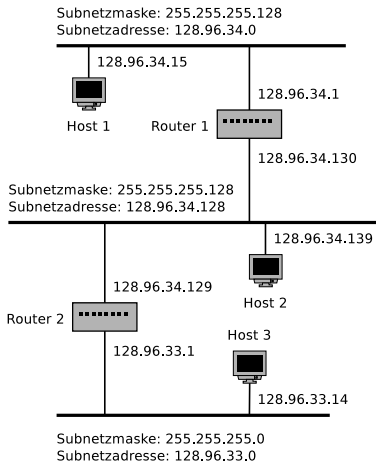 Subnetzmaske: 255.255.255.128
Subnetzadresse: 128.96.34.0
128.96.34.15
128.96.34.1
Host 1
Router 1
128.96.34.130
Subnetzmaske: 255.255.255.128
Subnetzadresse: 128.96.34.128
128.96.34.139
128.96.34.129
Host 2
Router 2
Host 3
128.96.33.1
128.96.33.14
Subnetzmaske: 255.255.255.0
Subnetzadresse: 128.96.33.0